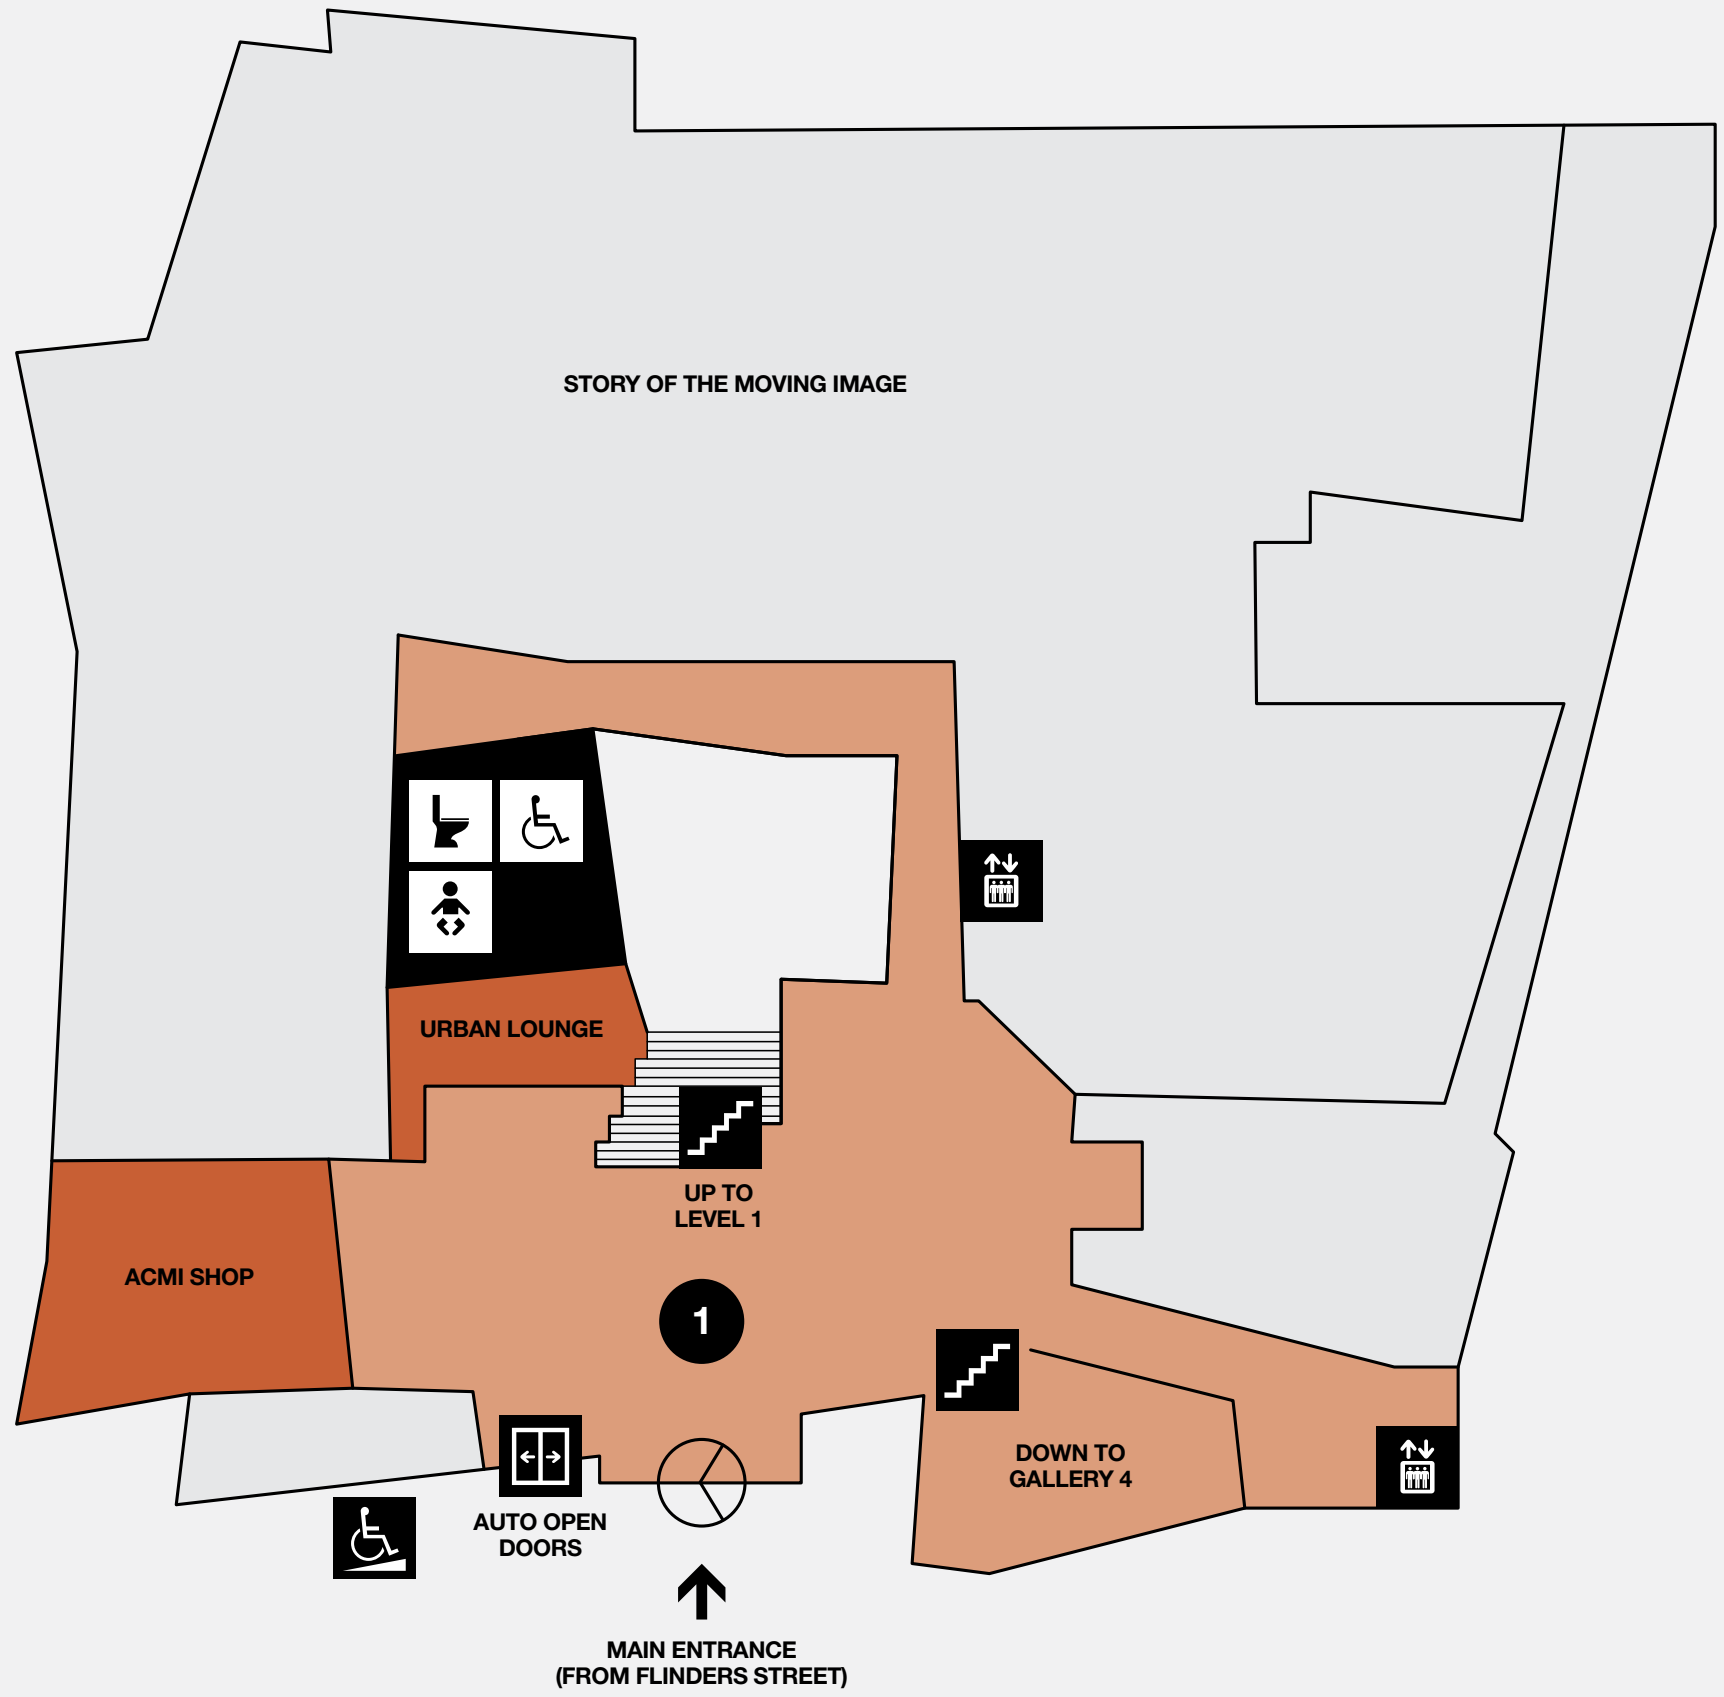 STORY OF THE MOVING IMAGE
URBAN LOUNGE
UP TO
LEVEL 1
ACMI SHOP
1
DOWN TO
GALLERY 4
AUTO OPEN
DOORS
MAIN ENTRANCE
(FROM FLINDERS STREET)